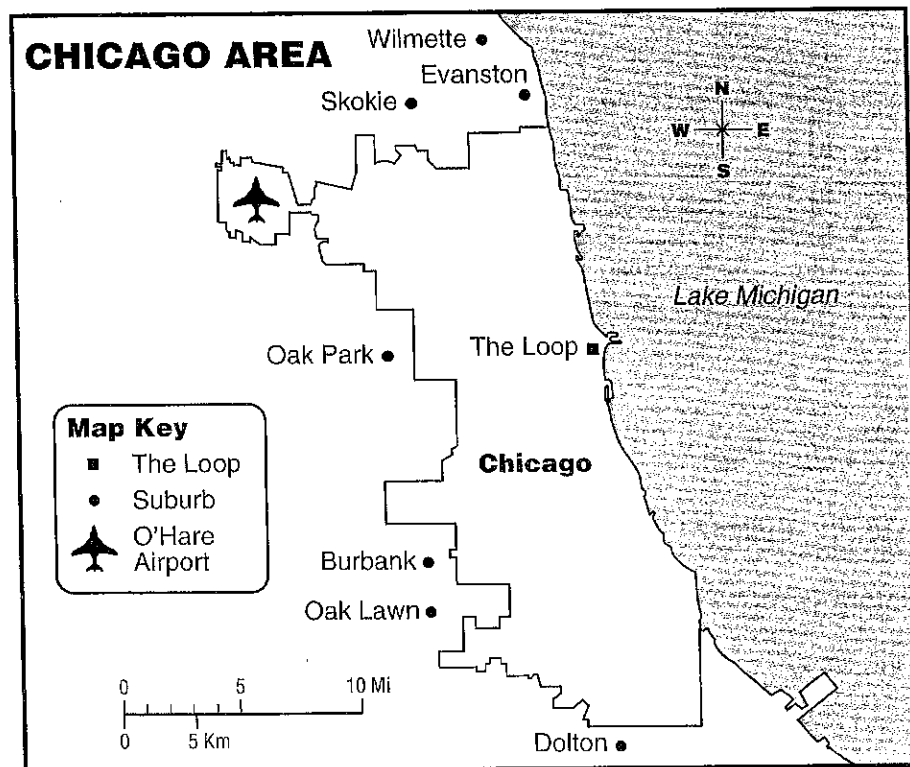 CHICAGO AREA
Wilmette
Evanston
Skokie
N
W E
S
Lake Michigan
The Loop
Oak Park
Map Key
The Loop
Suburb
O'Hare
Airport
Chicago
Burbank
Oak Lawn
0 5 10 Mi
0 5 Km
Dolton